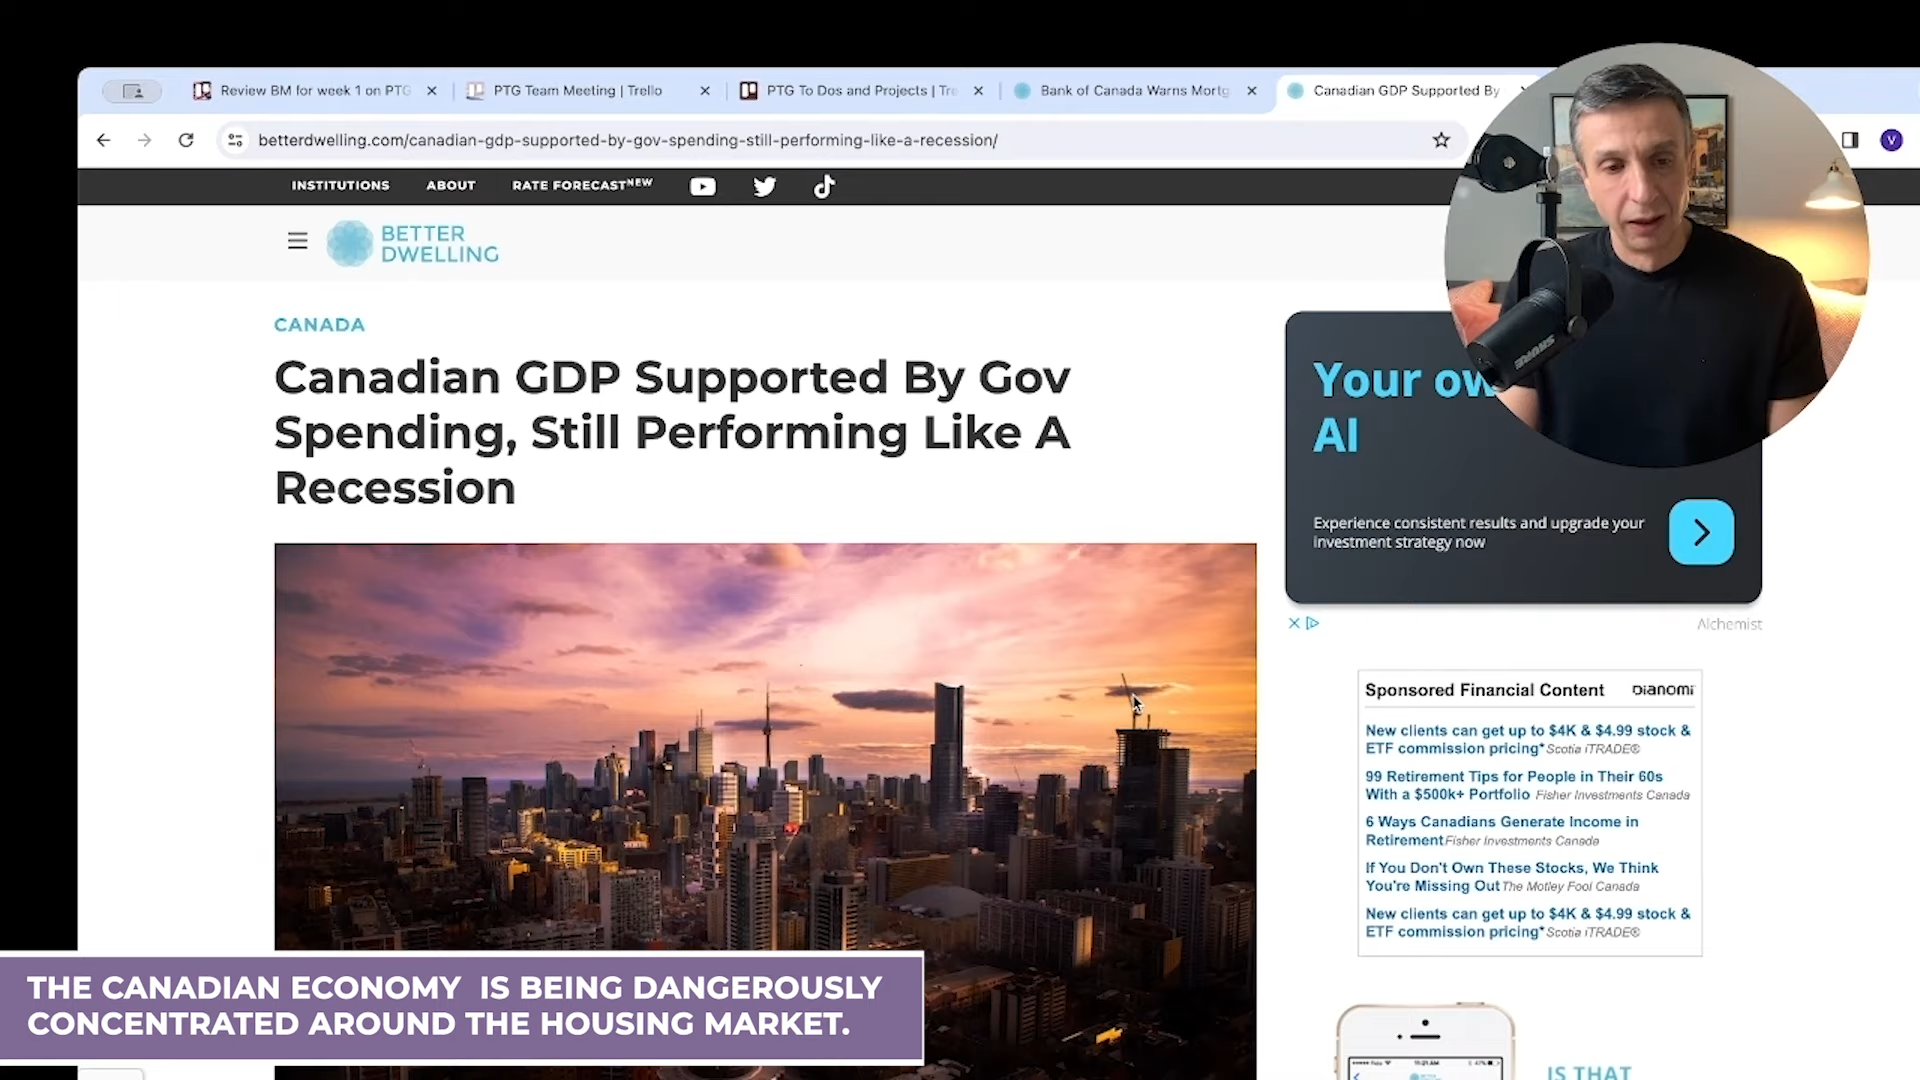 Review BM for week 1 on PTG
PTG Team Meeting | Trello
PTG To Dos and Projects | Tre
Bank of Canada Warns Mortg
Canadian GDP Supported By
betterdwelling.com/canadian-gdp-supported-by-gov-spending-still-performing-like-a-recession/
V
INSTITUTIONS
ABOUT
RATE FORECASTNEW
BETTER
DWELLING
CANADA
Canadian GDP Supported By Gov
Spending, Still Performing Like A
Recession
Your ow
AI
Experience consistent results and upgrade your
investment strategy now
Alchemist
SHURE
Sponsored Financial Content
DIANOMI
New clients can get up to $4K & $4.99 stock &
ETF commission pricing* Scotia iTRADE®
99 Retirement Tips for People in Their 60s
With a $500k+ Portfolio Fisher Investments Canada
6 Ways Canadians Generate Income in
Retirement Fisher Investments Canada
If You Don't Own These Stocks, We Think
You're Missing Out The Motley Fool Canada
New clients can get up to $4K & $4.99 stock &
ETF commission pricing* Scotia iTRADE®
THE CANADIAN ECONOMY IS BEING DANGEROUSLY
CONCENTRATED AROUND THE HOUSING MARKET.
11:21 AM
IS THAT